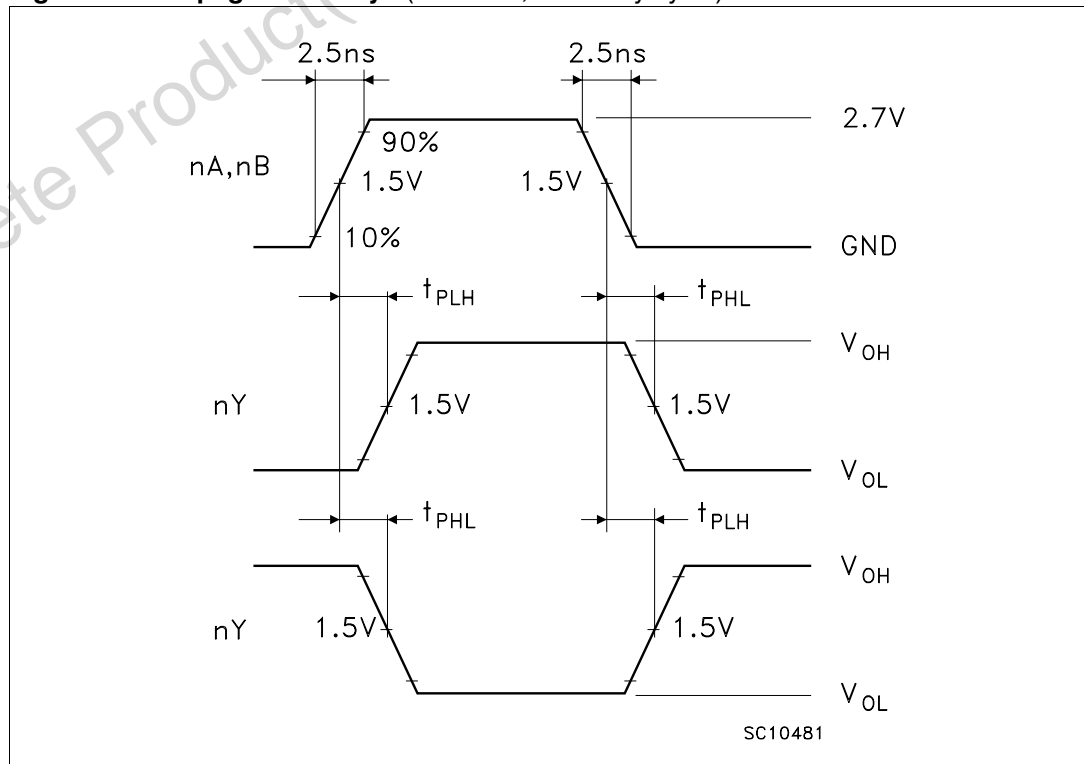 2.5ns 2.5ns
2.7V
90%
nA,nB 1.5V 1.5V
10% GND
tPLH tPHL
VOH
nY 1.5V 1.5V
VOL
tPHL tPLH
VOH
nY 1.5V 1.5V
VOL
SC10481